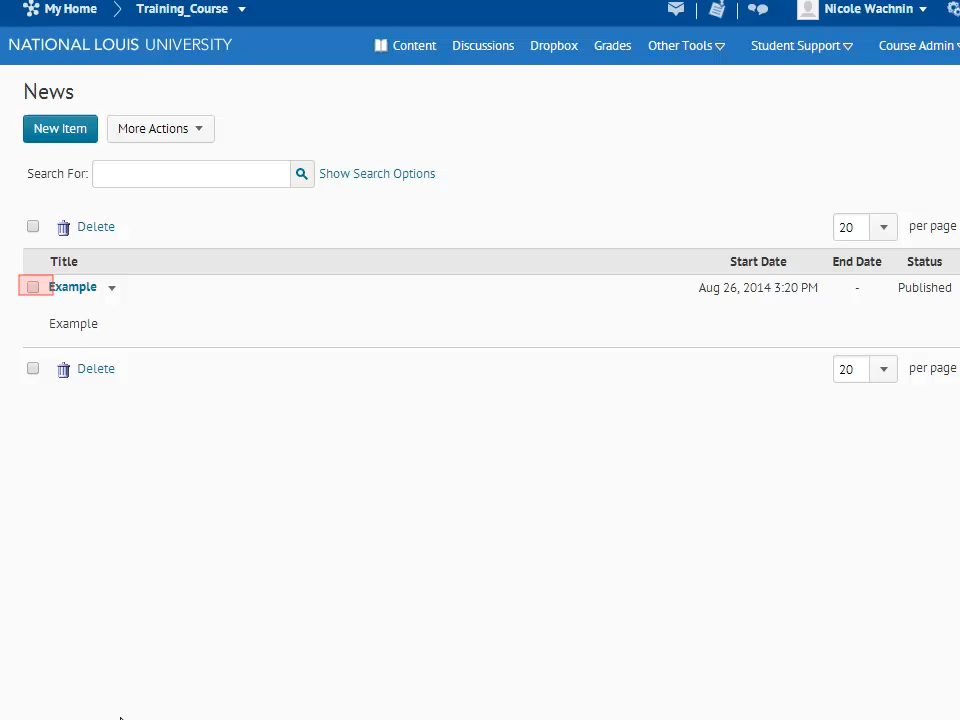 My Home Training_Course Nicole Wachnin
NATIONAL LOUIS UNIVERSITY Content Discussions Dropbox Grades Other Tools Student Support Course Admin
News
New Item More Actions
Search For: Show Search Options
Delete 20 per page
Title Start Date End Date Status
Example Aug 26, 2014 3:20 PM - Published
Example
Delete 20 per page